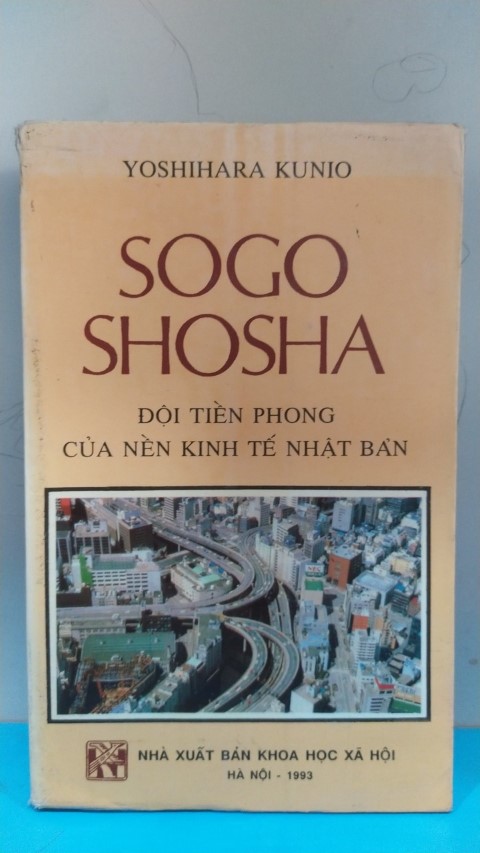 YOSHIHARA KUNIO
SOGO
SHOSHA
ĐỘI TIỀN PHONG
CỦA NỀN KINH TẾ NHẬT BẢN
NHÀ XUẤT BẢN KHOA HỌC XÃ HỘI
HÀ NỘI - 1993